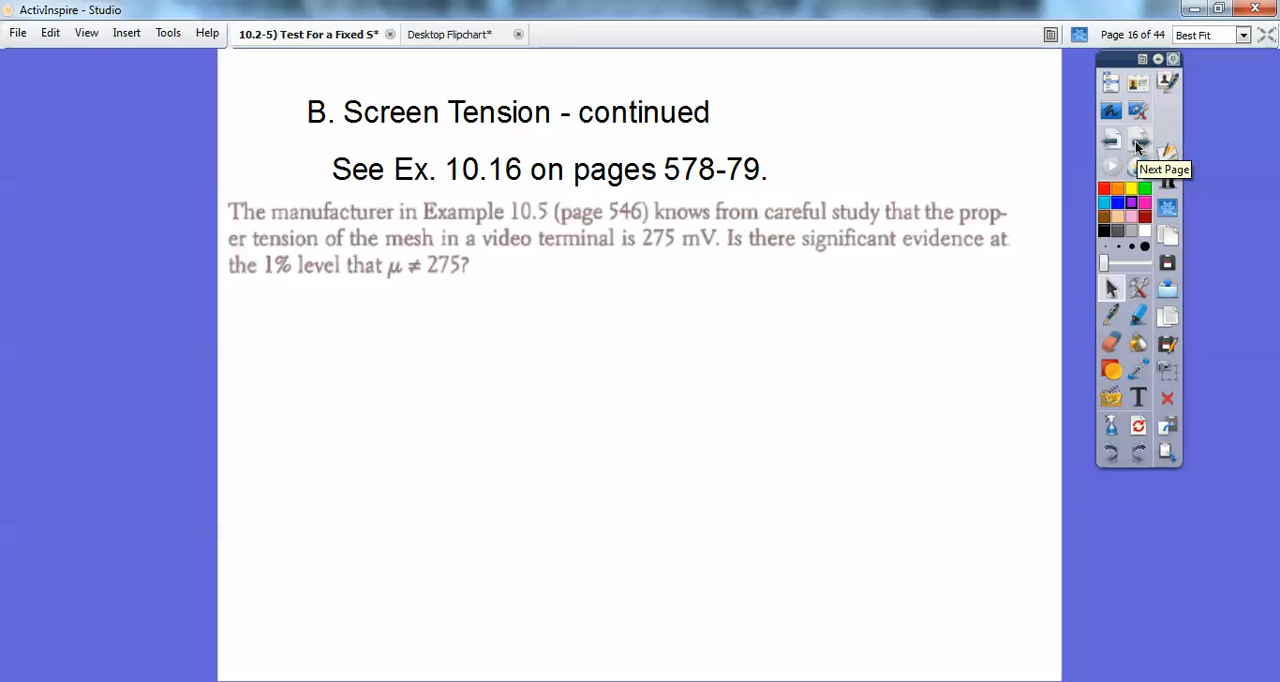 ActivInspire - Studio
File Edit View Insert Tools Help
10.2-5) Test For a Fixed S* Desktop Flipchart*
Page 16 of 44 Best Fit
B. Screen Tension - continued
See Ex. 10.16 on pages 578-79.
Next Page
The manufacturer in Example 10.5 (page 546) knows from careful study that the prop-
er tension of the mesh in a video terminal is 275 mV. Is there significant evidence at
the 1% level that μ ≠ 275?
T